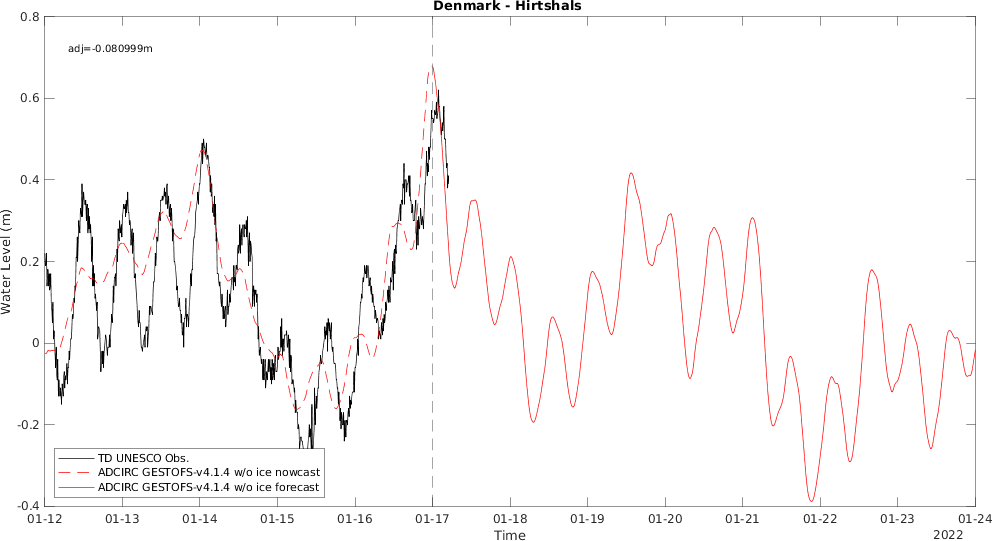 Denmark - Hirtshals
adj=-0.080999m
Water Level (m)
0.8
0.6
0.4
0.2
0
-0.2
-0.4
TD UNESCO Obs.
ADCIRC GESTOFS-v4.1.4 w/o ice nowcast
ADCIRC GESTOFS-v4.1.4 w/o ice forecast
01-12 01-13 01-14 01-15 01-16 01-17 01-18 01-19 01-20 01-21 01-22 01-23 01-24
Time
2022